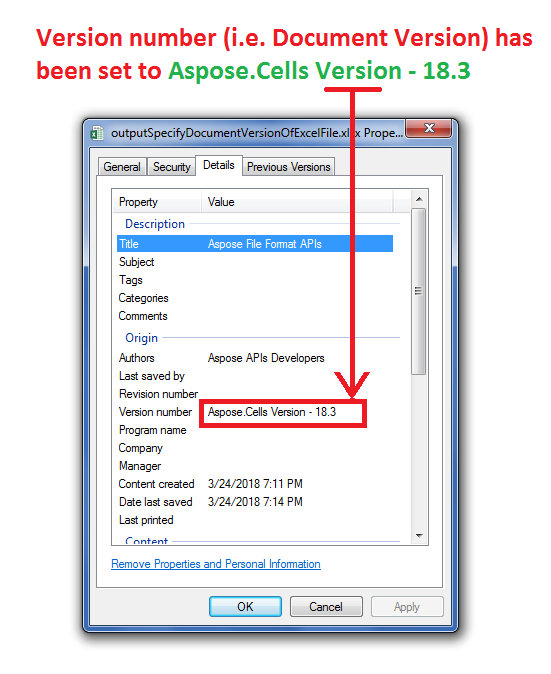 Version number (i.e. Document Version) has
been set to Aspose.Cells Version - 18.3
outputSpecifyDocumentVersionOfExcelFile.xlsx Prope...
General Security Details Previous Versions
Property Value
Description
Title Aspose File Format APIs
Subject
Tags
Categories
Comments
Origin
Authors Aspose APIs Developers
Last saved by
Revision number
Version number Aspose.Cells Version - 18.3
Program name
Company
Manager
Content created 3/24/2018 7:11 PM
Date last saved 3/24/2018 7:14 PM
Last printed
Content
Remove Properties and Personal Information
OK Cancel Apply